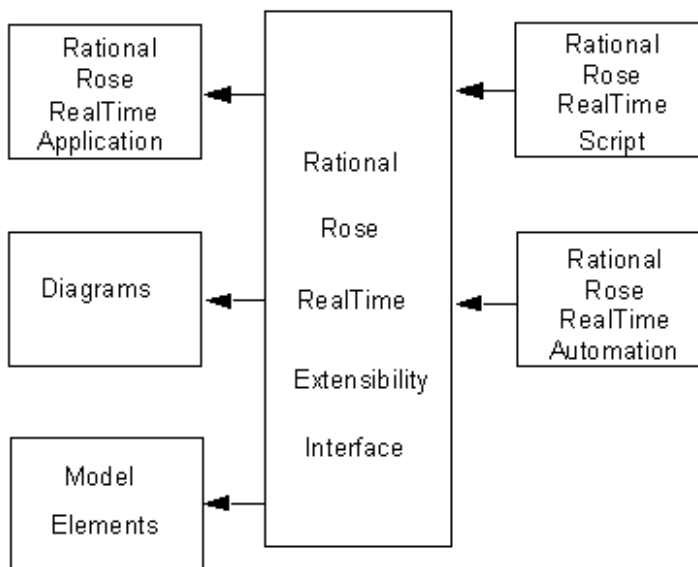 Rational
Rose
RealTime
Application
Diagrams
Model
Elements
Rational
Rose
RealTime
Extensibility
Interface
Rational
Rose
RealTime
Script
Rational
Rose
RealTime
Automation